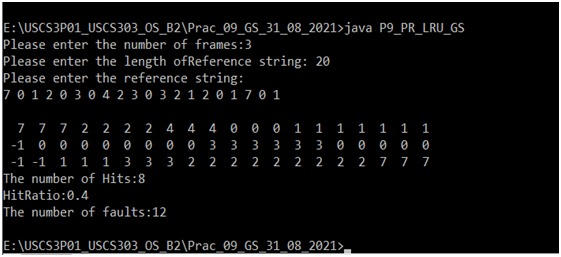 E:\USCS3P01_USCS303_OS_B2\Prac_09_GS_31_08_2021>java P9_PR_LRU_GS
Please enter the number of frames:3
Please enter the length ofReference string: 20
Please enter the reference string:
7 0 1 2 0 3 0 4 2 3 0 3 2 1 2 0 1 7 0 1
7 7 7 2 2 2 2 4 4 4 0 0 0 1 1 1 1 1 1 1
-1 0 0 0 0 0 0 0 0 3 3 3 3 3 3 0 0 0 0 0
-1 -1 1 1 1 3 3 3 2 2 2 2 2 2 2 2 2 7 7 7
The number of Hits:8
HitRatio:0.4
The number of faults:12
E:\USCS3P01_USCS303_OS_B2\Prac_09_GS_31_08_2021>